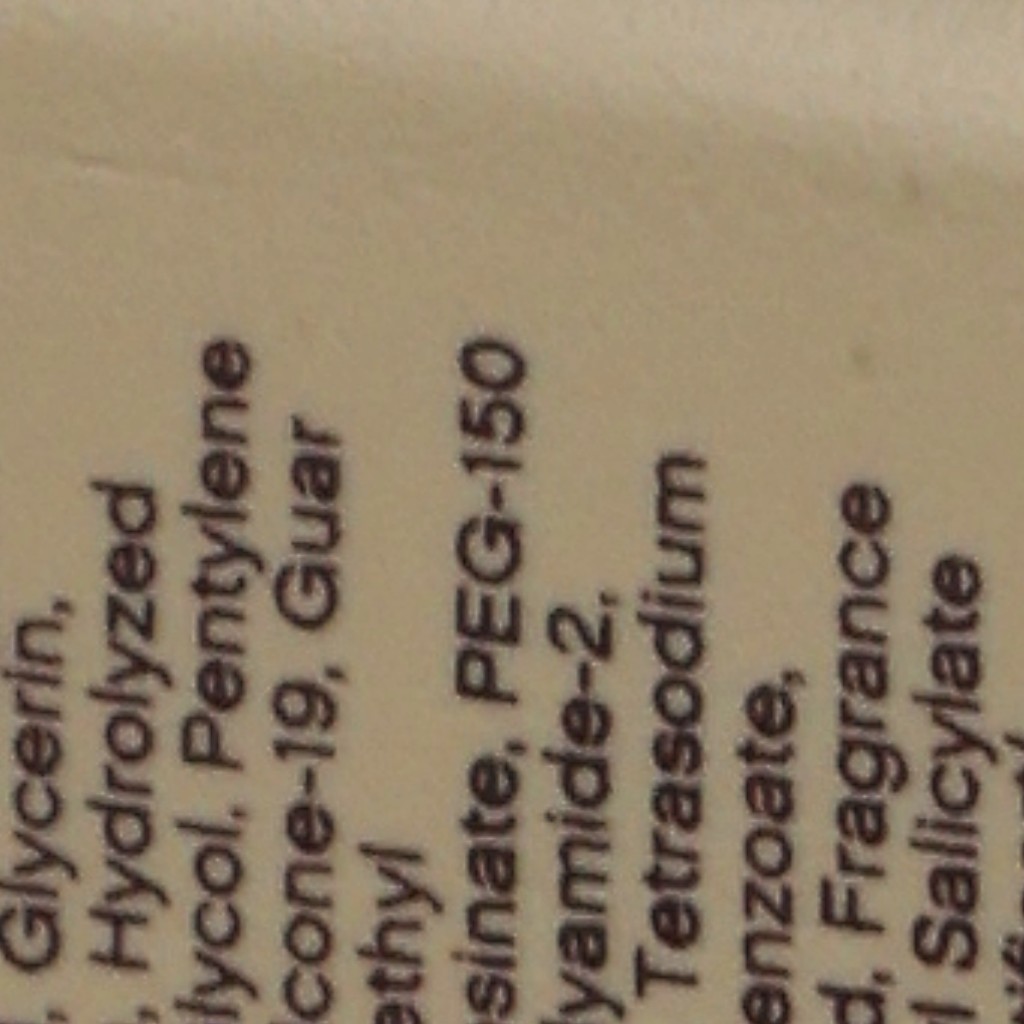 , Glycerin,
, Hydrolyzed
lycol, Pentylene
cone-19, Guar
ethyl
sinate, PEG-150
yamide-2,
Tetrasodium
enzoate,
d, Fragrance
l Salicylate